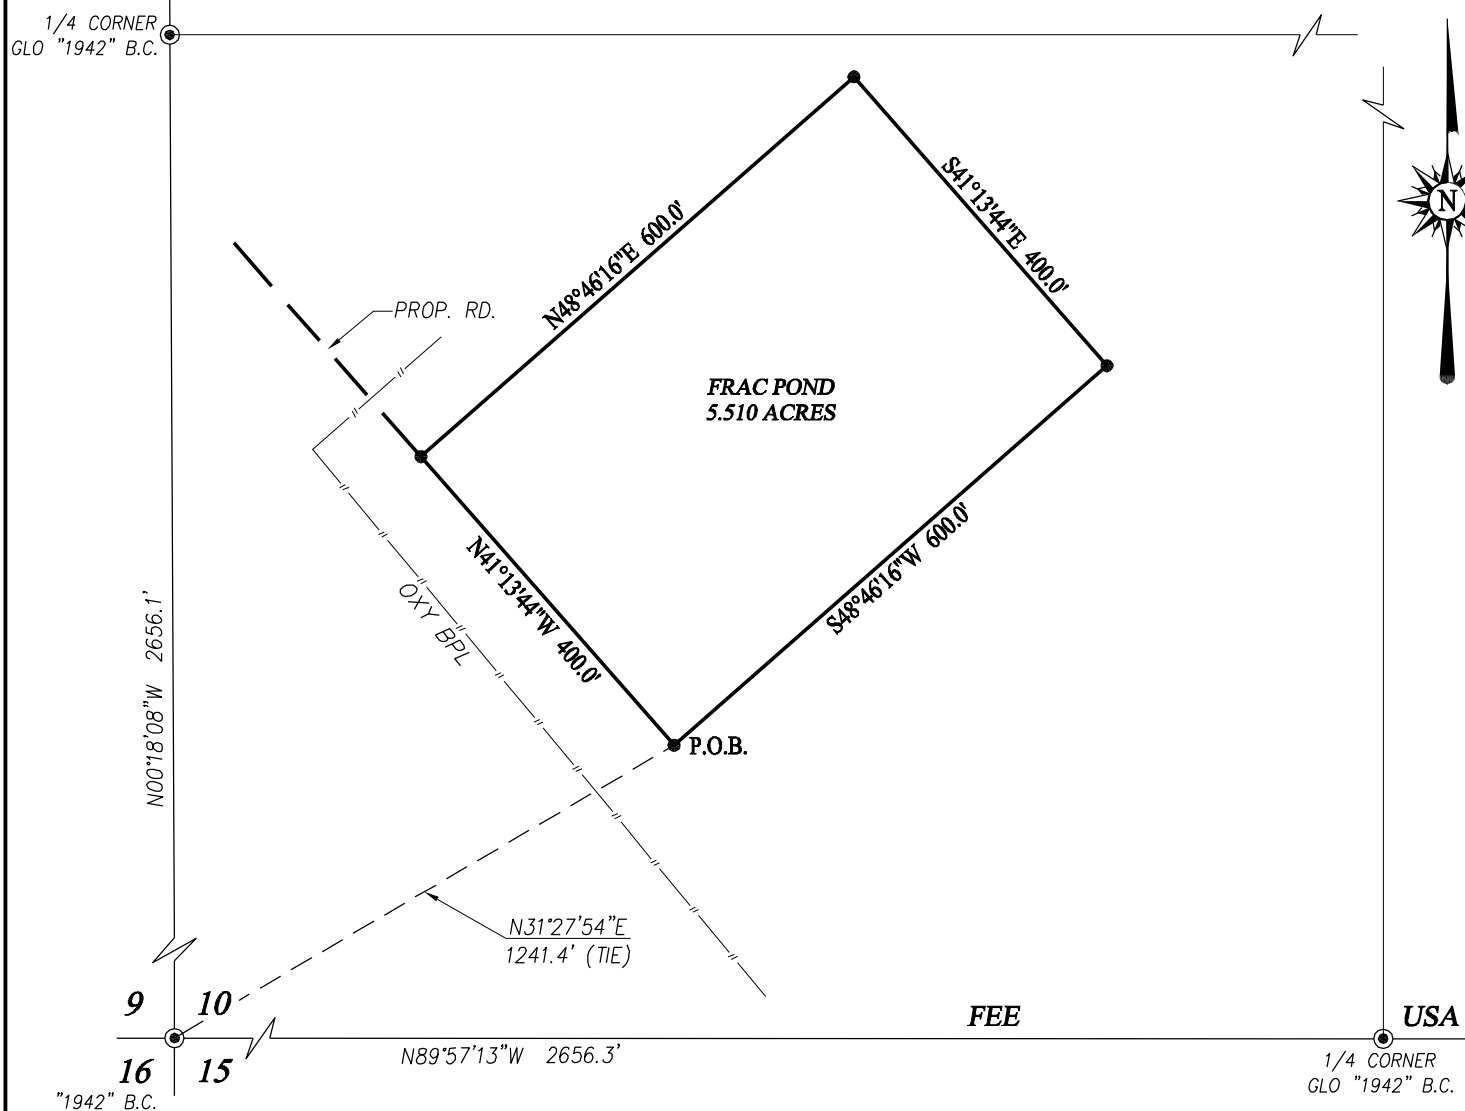 1/4 CORNER
GLO "1942" B.C.
N
S41°13'44"E 400.0'
N48°46'16"E 600.0'
PROP. RD.
FRAC POND
5.510 ACRES
N41°13'44"W 400.0'
S48°46'16"W 600.0'
OXY BPL
N00°18'08"W 2656.1'
P.O.B.
N31°27'54"E
1241.4' (TIE)
9 10
FEE
USA
16 15
N89°57'13"W 2656.3'
1/4 CORNER
GLO "1942" B.C.
"1942" B.C.